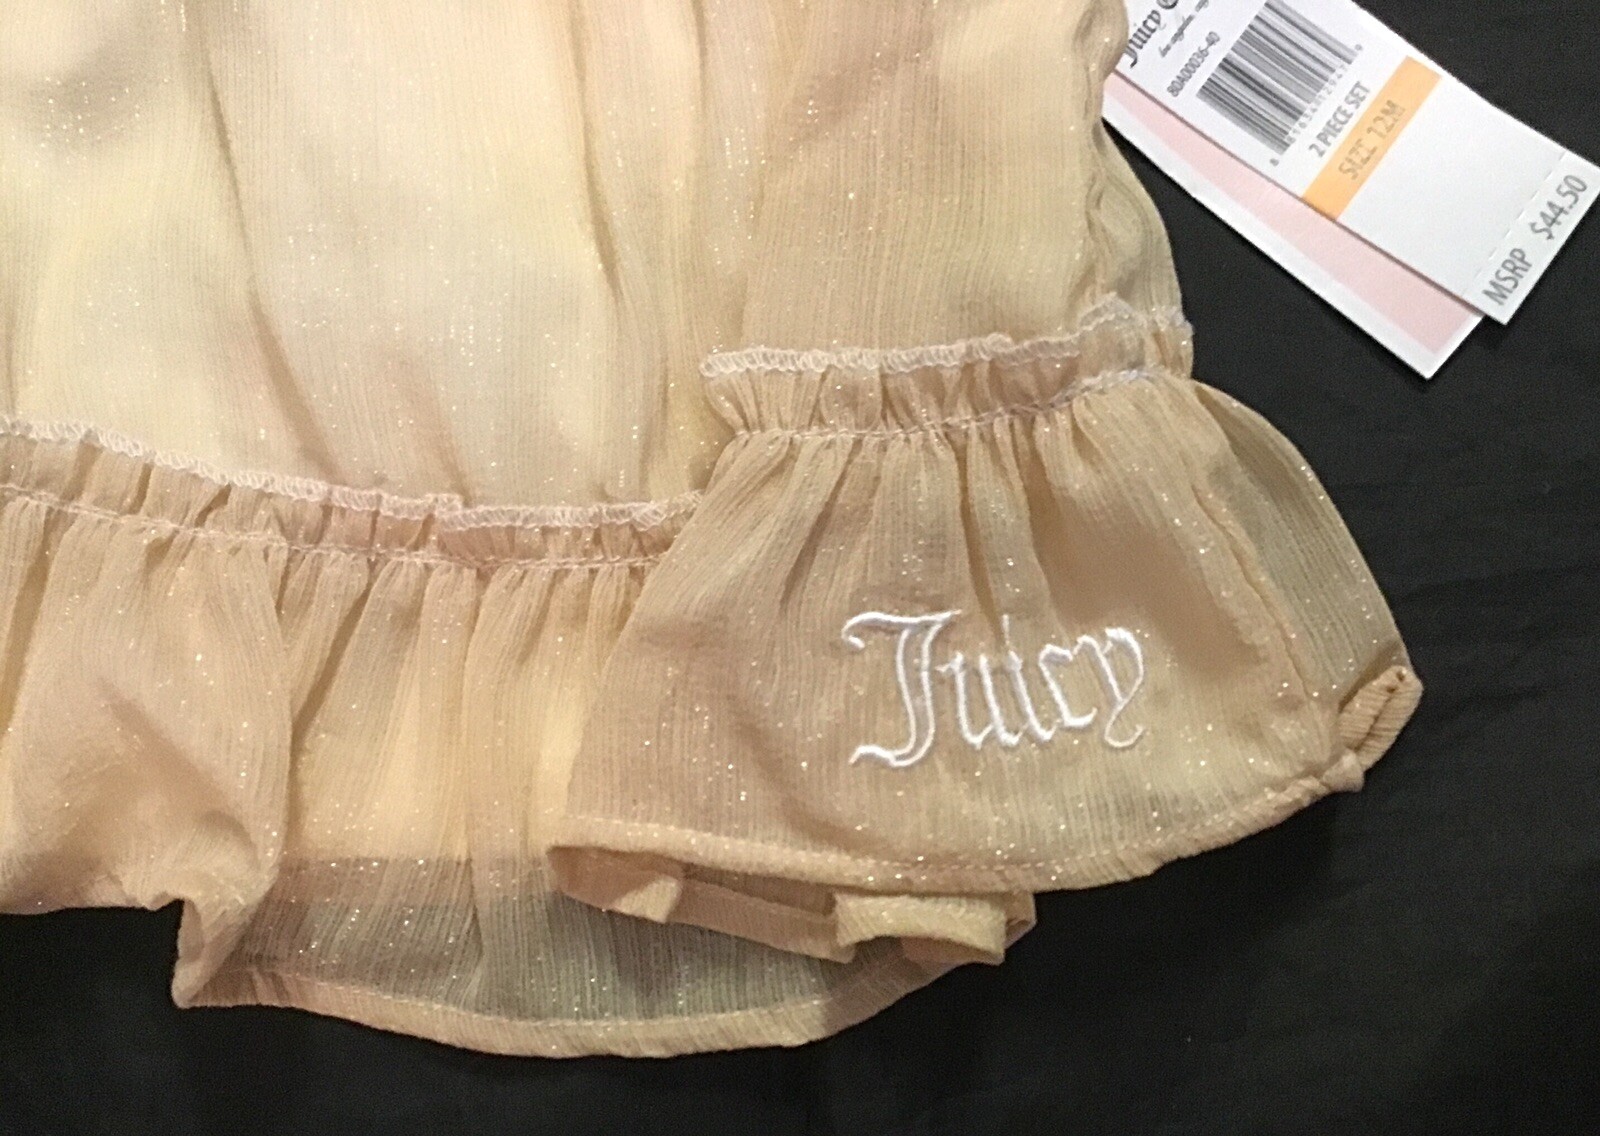 Juicy
80A00036-40
2 PIECE SET
SIZE 12M
MSRP $44.50
Juicy